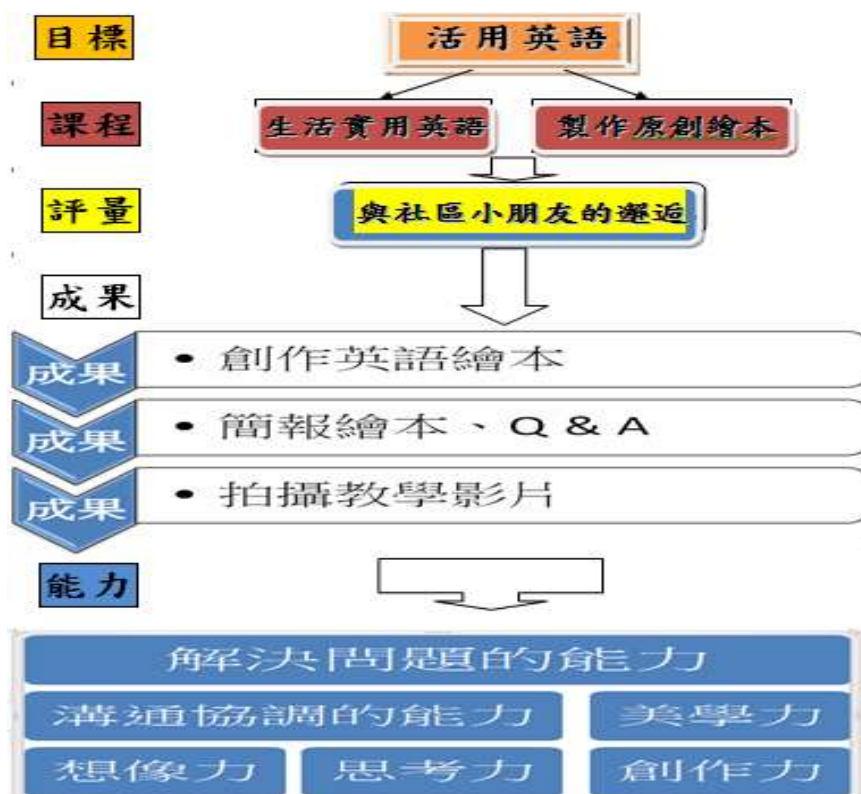 目標
活用英語
課程
生活實用英語
製作原創繪本
評量
與社區小朋友的邂逅
成果
成果
• 創作英語繪本
成果
• 簡報繪本、Q & A
成果
• 拍攝教學影片
能力
解決問題的能力
溝通協調的能力
美學力
想像力
思考力
創作力